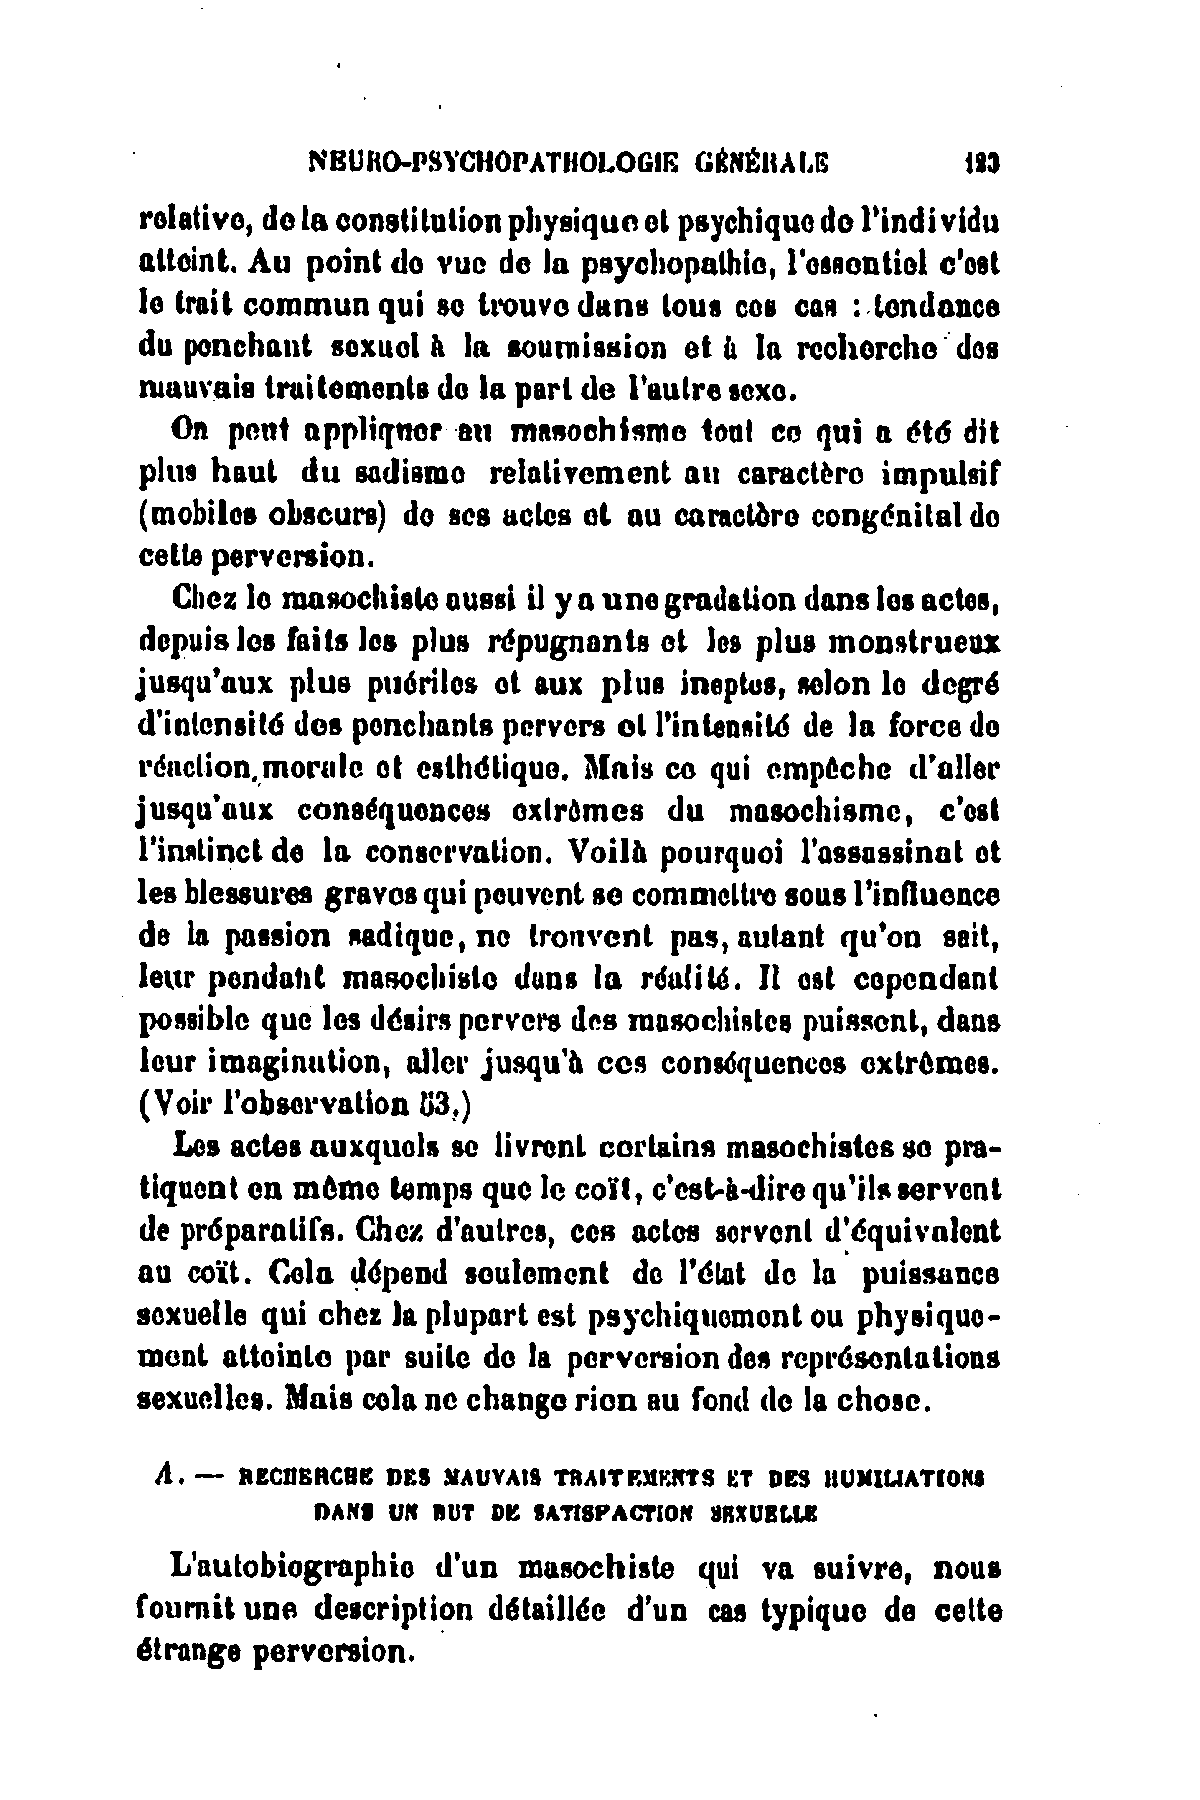 NEURO-PSYCHOPATHOLOGIE GÉNÉRALE 123
relative, de la constitution physique et psychique de l'individu
atteint. Au point de vue de la psychopathie, l'essentiel c'est
le trait commun qui se trouve dans tous ces cas : tendance
du penchant sexuel à la soumission et à la recherche des
mauvais traitements de la part de l'autre sexe.
On peut appliquer au masochisme tout ce qui a été dit
plus haut du sadisme relativement au caractère impulsif
(mobiles obscurs) de ses actes et au caractère congénital de
cette perversion.
Chez le masochiste aussi il y a une gradation dans les actes,
depuis les faits les plus répugnants et les plus monstrueux
jusqu'aux plus puériles et aux plus ineptes, selon le degré
d'intensité des penchants pervers et l'intensité de la force de
réaction morale et esthétique. Mais ce qui empêche d'aller
jusqu'aux conséquences extrêmes du masochisme, c'est
l'instinct de la conservation. Voilà pourquoi l'assassinat et
les blessures graves qui peuvent se commettre sous l'influence
de la passion sadique, ne trouvent pas, autant qu'on sait,
leur pendant masochiste dans la réalité. Il est cependant
possible que les désirs pervers des masochistes puissent, dans
leur imagination, aller jusqu'à ces conséquences extrêmes.
(Voir l'observation 53.)
Les actes auxquels se livrent certains masochistes se pra-
tiquent en même temps que le coït, c'est-à-dire qu'ils servent
de préparatifs. Chez d'autres, ces actes servent d'équivalent
au coït. Cela dépend seulement de l'état de la puissance
sexuelle qui chez la plupart est psychiquement ou physique-
ment atteinte par suite de la perversion des représentations
sexuelles. Mais cela ne change rien au fond de la chose.
A. — RECHERCHE DES MAUVAIS TRAITEMENTS ET DES HUMILIATIONS
DANS UN BUT DE SATISFACTION SEXUELLE
L'autobiographie d'un masochiste qui va suivre, nous
fournit une description détaillée d'un cas typique de cette
étrange perversion.